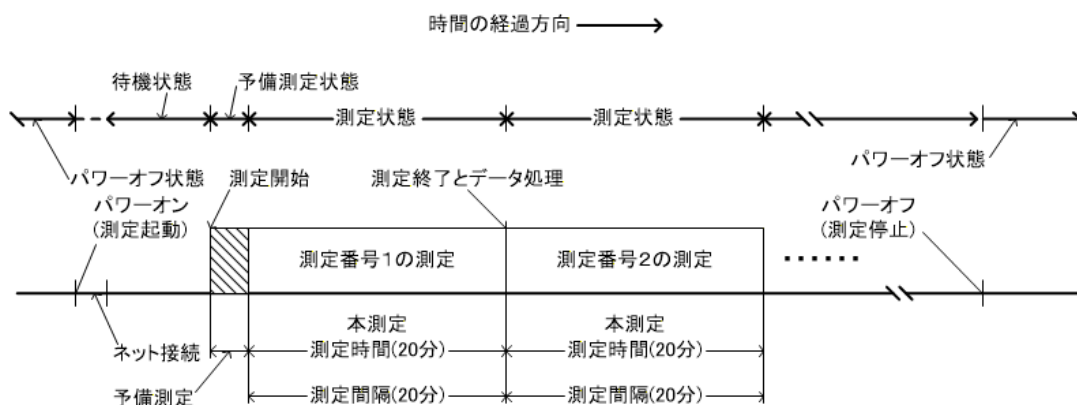 時間の経過方向
待機状態
予備測定状態
測定状態
測定状態
パワーオフ状態
パワーオフ状態
測定開始
測定終了とデータ処理
パワーオン
(測定起動)
パワーオフ
(測定停止)
測定番号1の測定
測定番号2の測定
......
本測定
本測定
ネット接続
測定時間(20分)
測定時間(20分)
予備測定
測定間隔(20分)
測定間隔(20分)